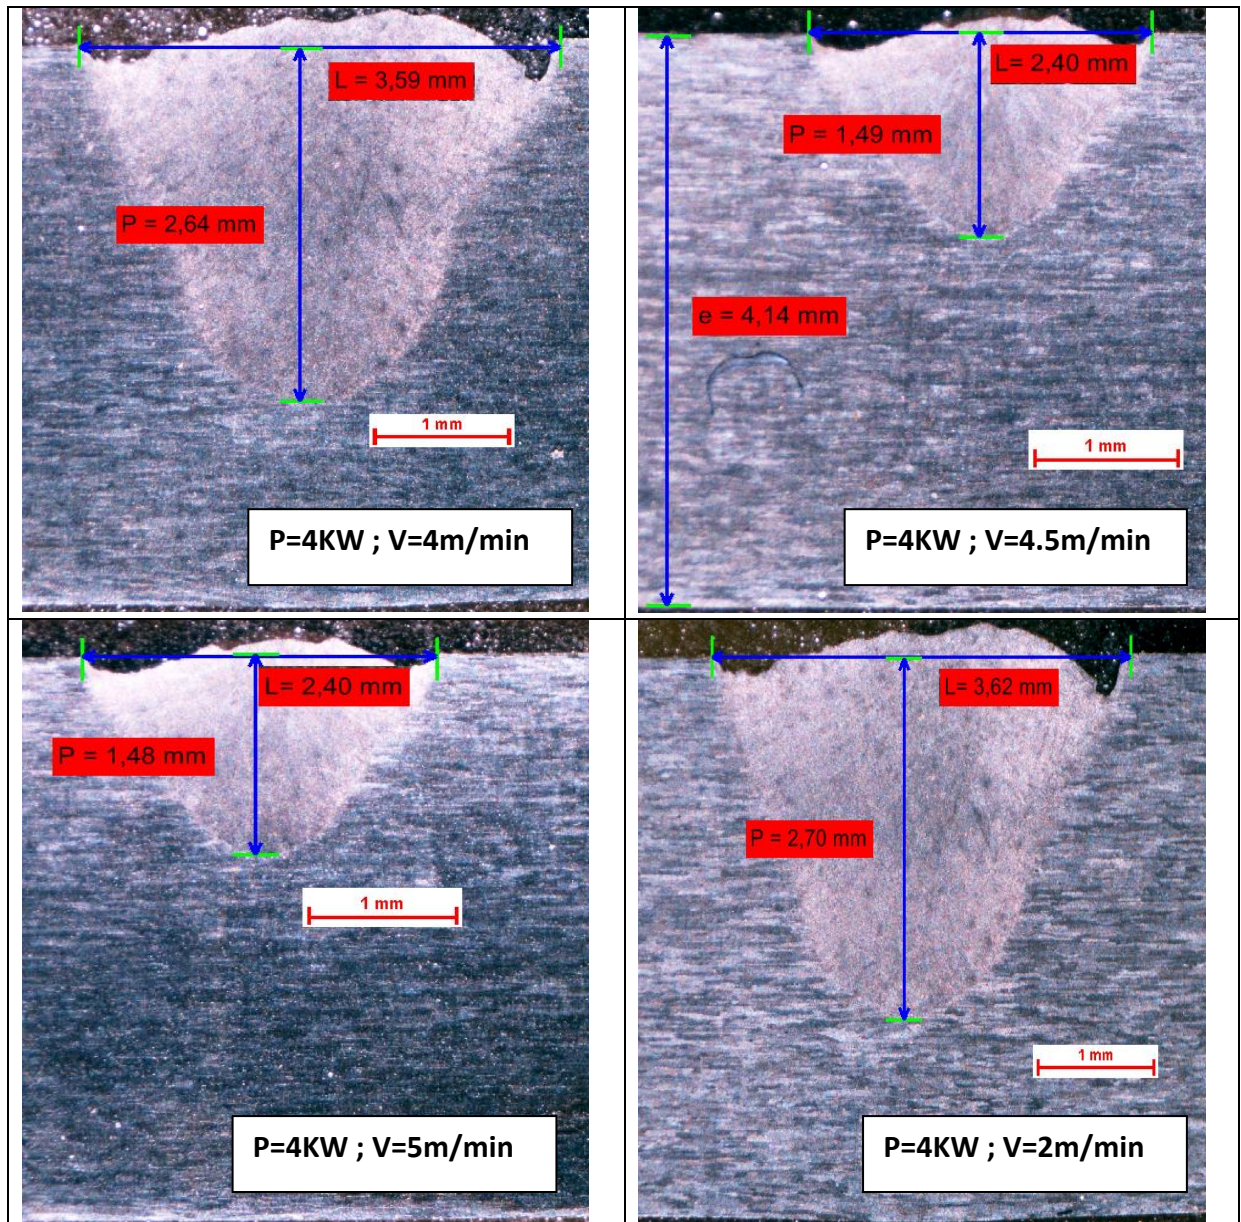 L = 3,59 mm
P = 2,64 mm
1 mm
P=4KW ; V=4m/min
L= 2,40 mm
P = 1,49 mm
e = 4,14 mm
1 mm
P=4KW ; V=4.5m/min
L= 2,40 mm
P = 1,48 mm
1 mm
P=4KW ; V=5m/min
L= 3,62 mm
P = 2,70 mm
1 mm
P=4KW ; V=2m/min